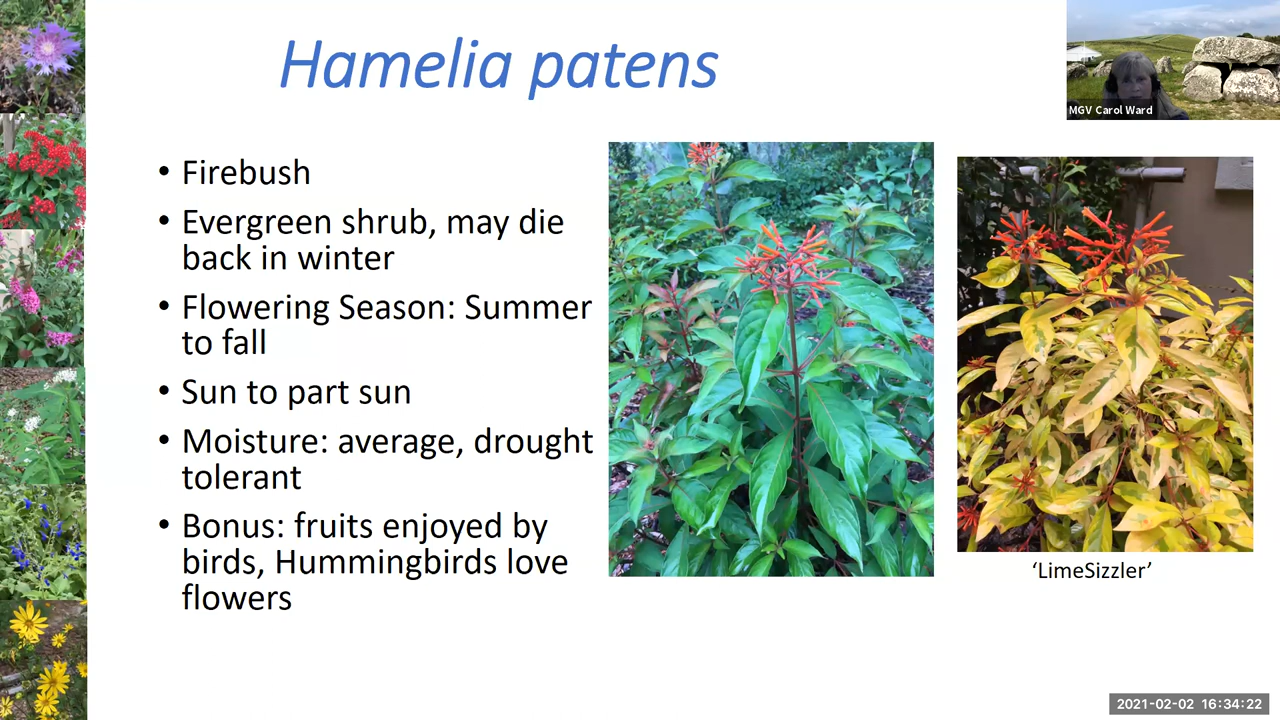 Hamelia patens
MGV Carol Ward
• Firebush
• Evergreen shrub, may die
back in winter
• Flowering Season: Summer
to fall
• Sun to part sun
• Moisture: average, drought
tolerant
• Bonus: fruits enjoyed by
birds, Hummingbirds love
flowers
‘LimeSizzler’
2021-02-02 16:34:22